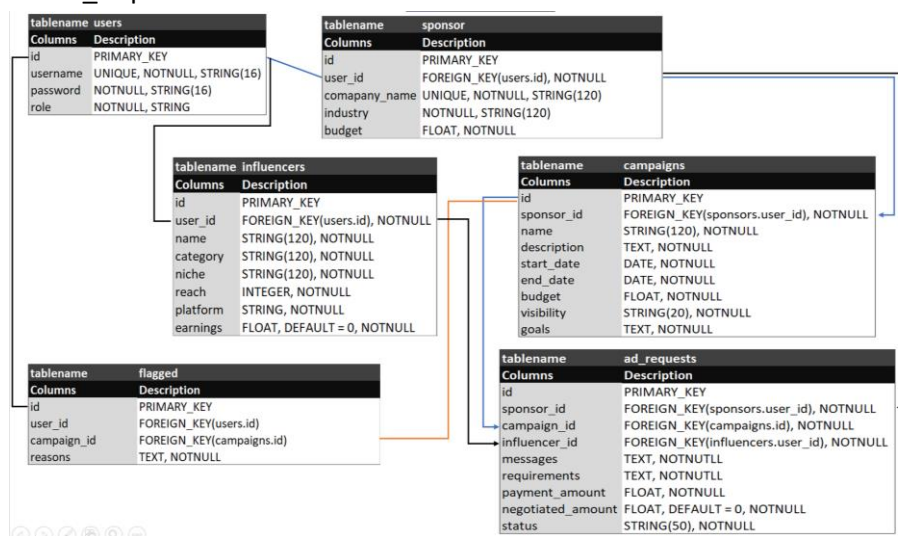 tablename users
Columns Description
id PRIMARY_KEY
username UNIQUE, NOTNULL, STRING(16)
password NOTNULL, STRING(16)
role NOTNULL, STRING
tablename sponsor
Columns Description
id PRIMARY_KEY
user_id FOREIGN_KEY(users.id), NOTNULL
comapany_name UNIQUE, NOTNULL, STRING(120)
industry NOTNULL, STRING(120)
budget FLOAT, NOTNULL
tablename influencers
Columns Description
id PRIMARY_KEY
user_id FOREIGN_KEY(users.id), NOTNULL
name STRING(120), NOTNULL
category STRING(120), NOTNULL
niche STRING(120), NOTNULL
reach INTEGER, NOTNULL
platform STRING, NOTNULL
earnings FLOAT, DEFAULT = 0, NOTNULL
tablename campaigns
Columns Description
id PRIMARY_KEY
sponsor_id FOREIGN_KEY(sponsors.user_id), NOTNULL
name STRING(120), NOTNULL
description TEXT, NOTNULL
start_date DATE, NOTNULL
end_date DATE, NOTNULL
budget FLOAT, NOTNULL
visibility STRING(20), NOTNULL
goals TEXT, NOTNULL
tablename flagged
Columns Description
id PRIMARY_KEY
user_id FOREIGN_KEY(users.id)
campaign_id FOREIGN_KEY(campaigns.id)
reasons TEXT, NOTNULL
tablename ad_requests
Columns Description
id PRIMARY_KEY
sponsor_id FOREIGN_KEY(sponsors.user_id), NOTNULL
campaign_id FOREIGN_KEY(campaigns.id), NOTNULL
influencer_id FOREIGN_KEY(influencers.user_id), NOTNULL
messages TEXT, NOTNUTLL
requirements TEXT, NOTNUTLL
payment_amount FLOAT, NOTNULL
negotiated_amount FLOAT, DEFAULT = 0, NOTNULL
status STRING(50), NOTNULL